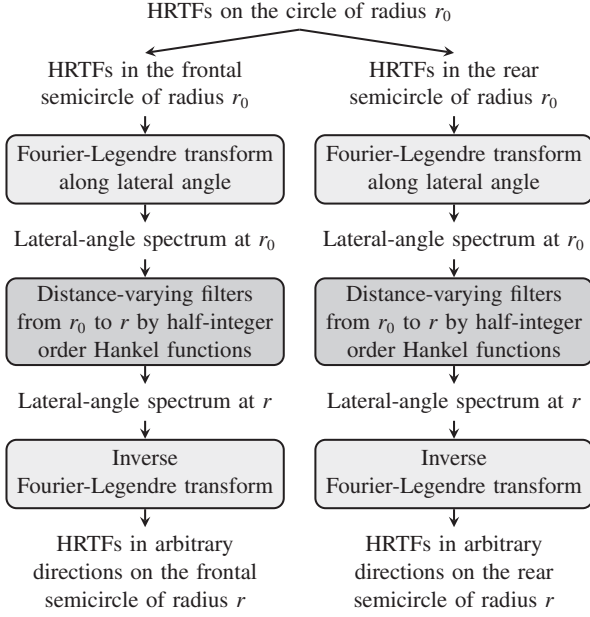 HRTFs on the circle of radius r₀
HRTFs in the frontal
semicircle of radius r₀
Fourier-Legendre transform
along lateral angle
Lateral-angle spectrum at r₀
Distance-varying filters
from r₀ to r by half-integer
order Hankel functions
Lateral-angle spectrum at r
Inverse
Fourier-Legendre transform
HRTFs in arbitrary
directions on the frontal
semicircle of radius r
HRTFs in the rear
semicircle of radius r₀
Fourier-Legendre transform
along lateral angle
Lateral-angle spectrum at r₀
Distance-varying filters
from r₀ to r by half-integer
order Hankel functions
Lateral-angle spectrum at r
Inverse
Fourier-Legendre transform
HRTFs in arbitrary
directions on the rear
semicircle of radius r